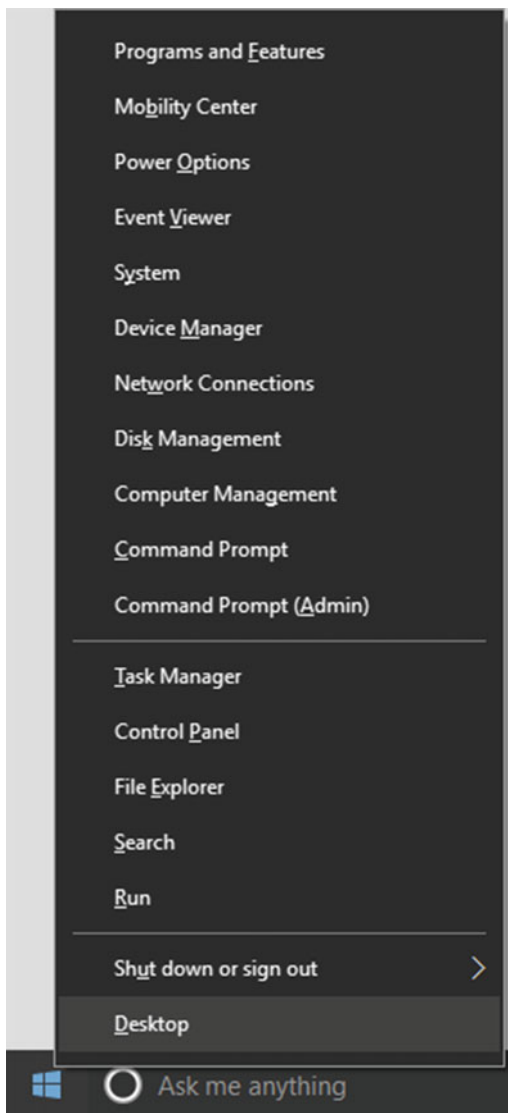 Programs and Features
Mobility Center
Power Options
Event Viewer
System
Device Manager
Network Connections
Disk Management
Computer Management
Command Prompt
Command Prompt (Admin)
Task Manager
Control Panel
File Explorer
Search
Run
Shut down or sign out
Desktop
Ask me anything